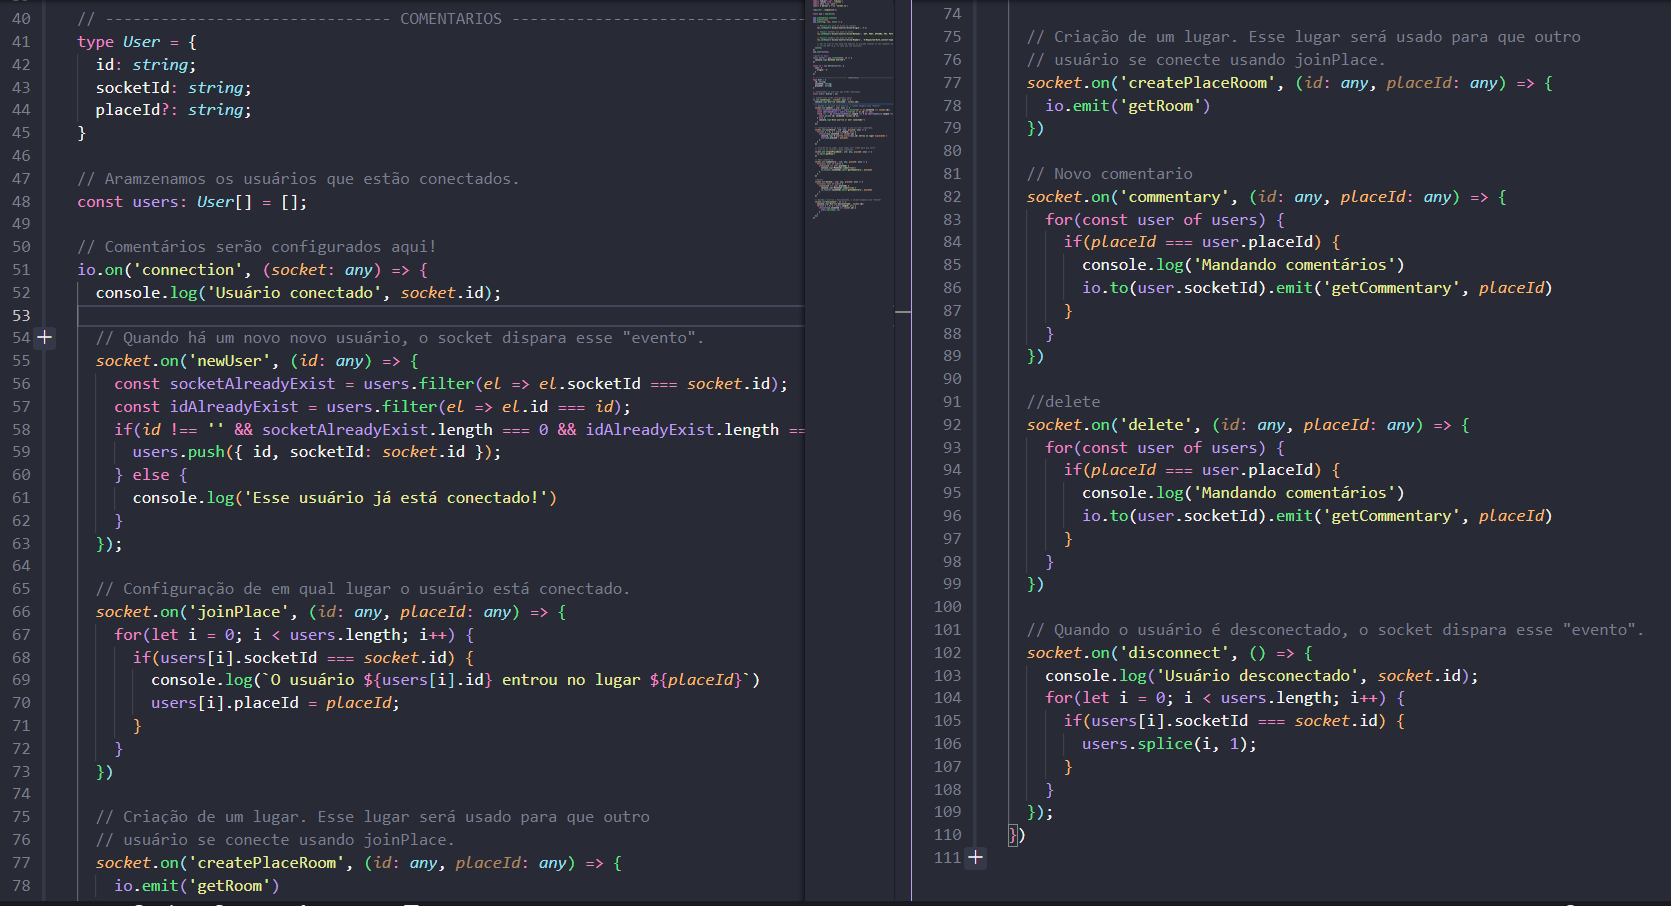 40 // ----------------------------------- COMENTARIOS --------------------------------
41 type User = {
42 id: string;
43 socketId: string;
44 placeId?: string;
45 }
46
47 // Aramzenamos os usuários que estão conectados.
48 const users: User[] = [];
49
50 // Comentários serão configurados aqui!
51 io.on('connection', (socket: any) => {
52 console.log('Usuário conectado', socket.id);
53
54 // Quando há um novo novo usuário, o socket dispara esse "evento".
55 socket.on('newUser', (id: any) => {
56 const socketAlreadyExist = users.filter(el => el.socketId === socket.id);
57 const idAlreadyExist = users.filter(el => el.id === id);
58 if(id !== '' && socketAlreadyExist.length === 0 && idAlreadyExist.length ==
59 users.push({ id, socketId: socket.id });
60 } else {
61 console.log('Esse usuário já está conectado!')
62 }
63 });
64
65 // Configuração de em qual lugar o usuário está conectado.
66 socket.on('joinPlace', (id: any, placeId: any) => {
67 for(let i = 0; i < users.length; i++) {
68 if(users[i].socketId === socket.id) {
69 console.log(`O usuário ${users[i].id} entrou no lugar ${placeId}`)
70 users[i].placeId = placeId;
71 }
72 }
73 })
74
75 // Criação de um lugar. Esse lugar será usado para que outro
76 // usuário se conecte usando joinPlace.
77 socket.on('createPlaceRoom', (id: any, placeId: any) => {
78 io.emit('getRoom')
74
75 // Criação de um lugar. Esse lugar será usado para que outro
76 // usuário se conecte usando joinPlace.
77 socket.on('createPlaceRoom', (id: any, placeId: any) => {
78 io.emit('getRoom')
79 })
80
81 // Novo comentario
82 socket.on('commentary', (id: any, placeId: any) => {
83 for(const user of users) {
84 if(placeId === user.placeId) {
85 console.log('Mandando comentários')
86 io.to(user.socketId).emit('getCommentary', placeId)
87 }
88 }
89 })
90
91 //delete
92 socket.on('delete', (id: any, placeId: any) => {
93 for(const user of users) {
94 if(placeId === user.placeId) {
95 console.log('Mandando comentários')
96 io.to(user.socketId).emit('getCommentary', placeId)
97 }
98 }
99 })
100
101 // Quando o usuário é desconectado, o socket dispara esse "evento".
102 socket.on('disconnect', () => {
103 console.log('Usuário desconectado', socket.id);
104 for(let i = 0; i < users.length; i++) {
105 if(users[i].socketId === socket.id) {
106 users.splice(i, 1);
107 }
108 }
109 });
110 })
111